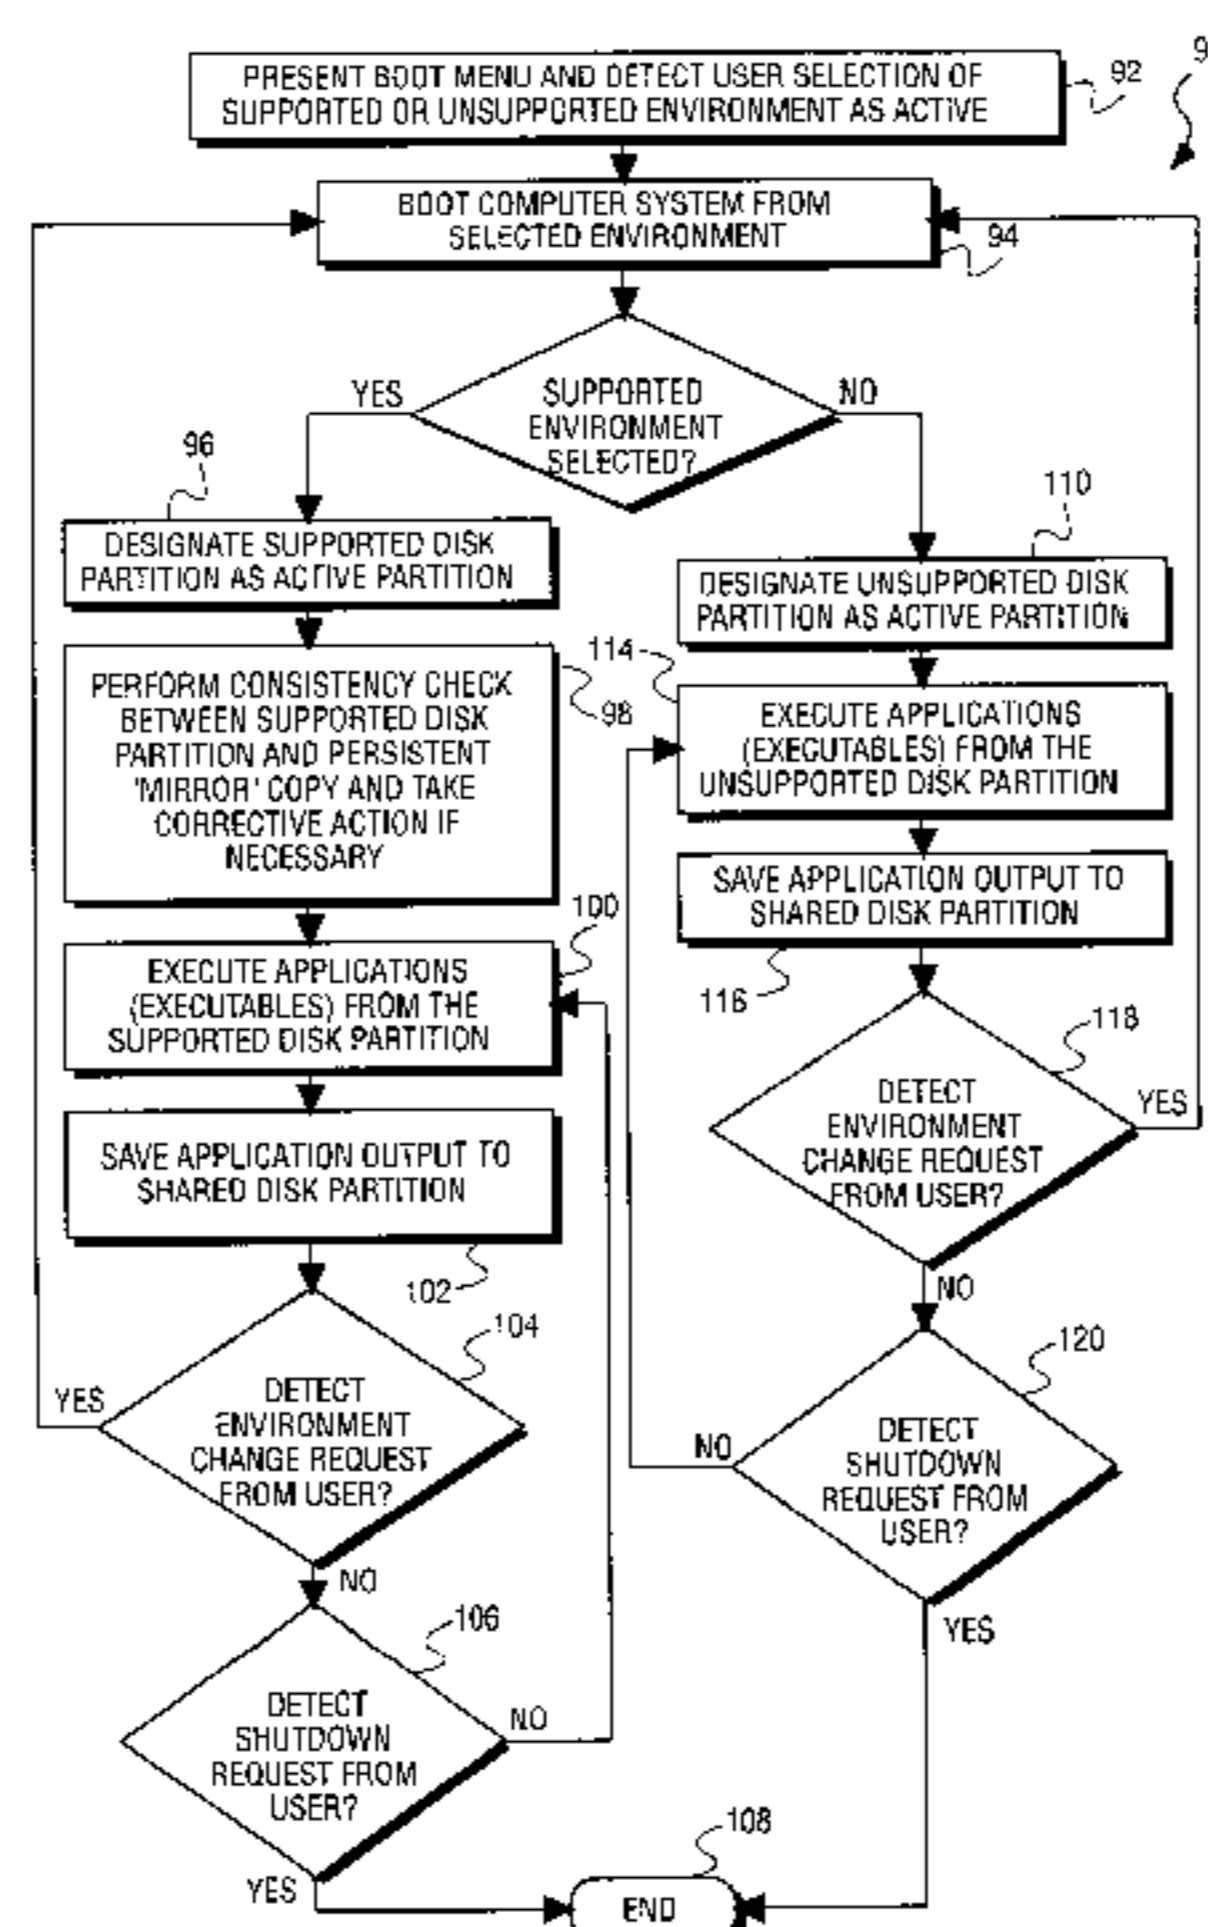 9
PRESENT BOOT MENU AND DETECT USER SELECTION OF
SUPPORTED OR UNSUPPORTED ENVIRONMENT AS ACTIVE
92
BOOT COMPUTER SYSTEM FROM
SELECTED ENVIRONMENT
94
SUPPORTED
ENVIRONMENT
SELECTED?
YES
NO
96
DESIGNATE SUPPORTED DISK
PARTITION AS ACTIVE PARTITION
PERFORM CONSISTENCY CHECK
BETWEEN SUPPORTED DISK
PARTITION AND PERSISTENT
'MIRROR' COPY AND TAKE
CORRECTIVE ACTION IF
NECESSARY
98
100
EXECUTE APPLICATIONS
(EXECUTABLES) FROM THE
SUPPORTED DISK PARTITION
SAVE APPLICATION OUTPUT TO
SHARED DISK PARTITION
102
104
DETECT
ENVIRONMENT
CHANGE REQUEST
FROM USER?
YES
NO
106
DETECT
SHUTDOWN
REQUEST FROM
USER?
NO
YES
110
DESIGNATE UNSUPPORTED DISK
PARTITION AS ACTIVE PARTITION
114
EXECUTE APPLICATIONS
(EXECUTABLES) FROM THE
UNSUPPORTED DISK PARTITION
SAVE APPLICATION OUTPUT TO
SHARED DISK PARTITION
116
118
DETECT
ENVIRONMENT
CHANGE REQUEST
FROM USER?
YES
NO
120
DETECT
SHUTDOWN
REQUEST FROM
USER?
NO
YES
108
END